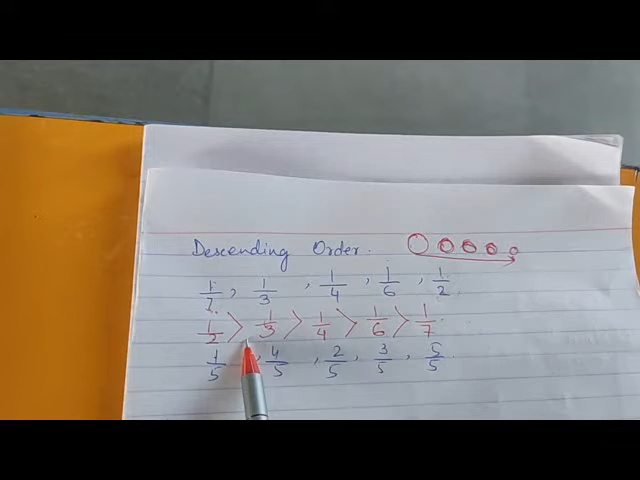 Descending Order.
1/7, 1/3, 1/4, 1/6, 1/2.
1/2 > 1/3 > 1/4 > 1/6 > 1/7.
1/5, 4/5, 2/5, 3/5, 5/5.